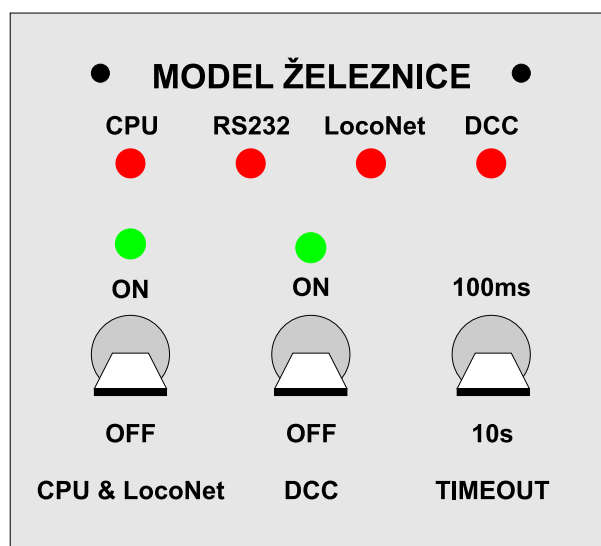 MODEL ŽELEZNICE
CPU RS232 LocoNet DCC
ON ON 100ms
OFF OFF 10s
CPU & LocoNet DCC TIMEOUT